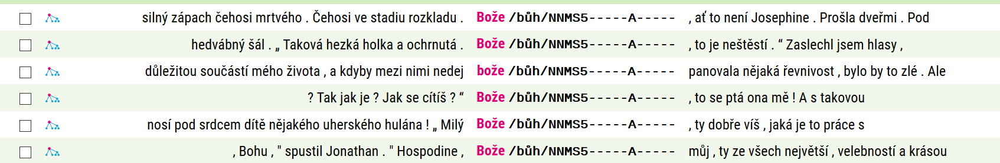 silný zápach čehosi mrtvého . Čehosi ve stadiu rozkladu . Bože /bůh/NNMS5-----A----- , ať to není Josephine . Prošla dveřmi . Pod
hedvábný šál . „ Taková hezká holka a ochrnutá . Bože /bůh/NNMS5-----A----- , to je neštěstí . “ Zaslechl jsem hlasy ,
důležitou součástí mého života , a kdyby mezi nimi nedej bože /bůh/NNMS5-----A----- panovala nějaká řevnivost , bylo by to zlé . Ale
? Tak jak je ? Jak se cítíš ? “ Bože /bůh/NNMS5-----A----- , to se ptá ona mě ! A s takovou
nosí pod srdcem dítě nějakého uherského hulána ! „ Milý Bože /bůh/NNMS5-----A----- , ty dobře víš , jaká je to práce s
, Bohu , " spustil Jonathan . " Hospodine , Bože /bůh/NNMS5-----A----- můj , ty ze všech největší , velebností a krásou